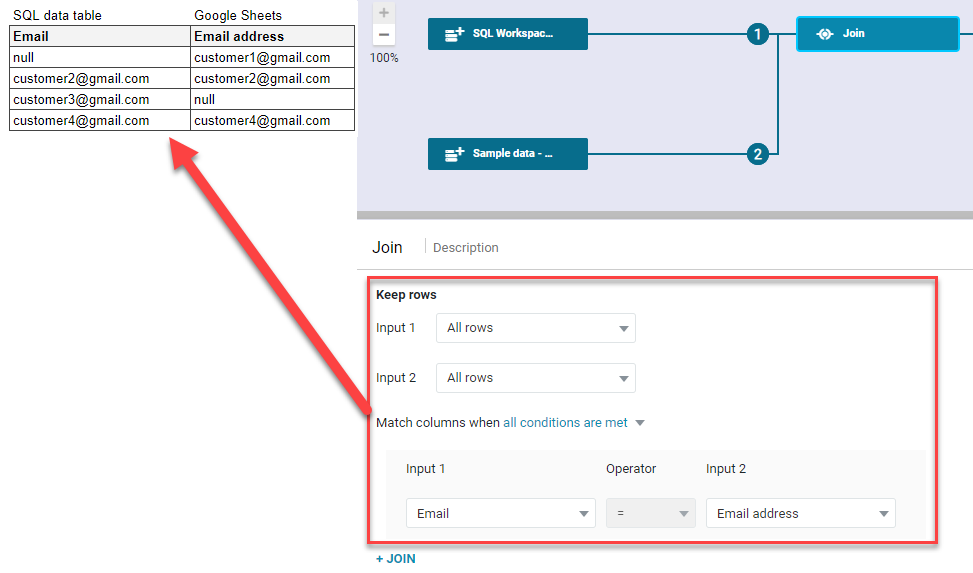 SQL data table Google Sheets
Email Email address
null customer1@gmail.com
customer2@gmail.com customer2@gmail.com
customer3@gmail.com null
customer4@gmail.com customer4@gmail.com
+
−
100%
SQL Workspac...
1
Join
Sample data - ...
2
Join Description
Keep rows
Input 1 All rows
Input 2 All rows
Match columns when all conditions are met
Input 1 Operator Input 2
Email = Email address
+ JOIN